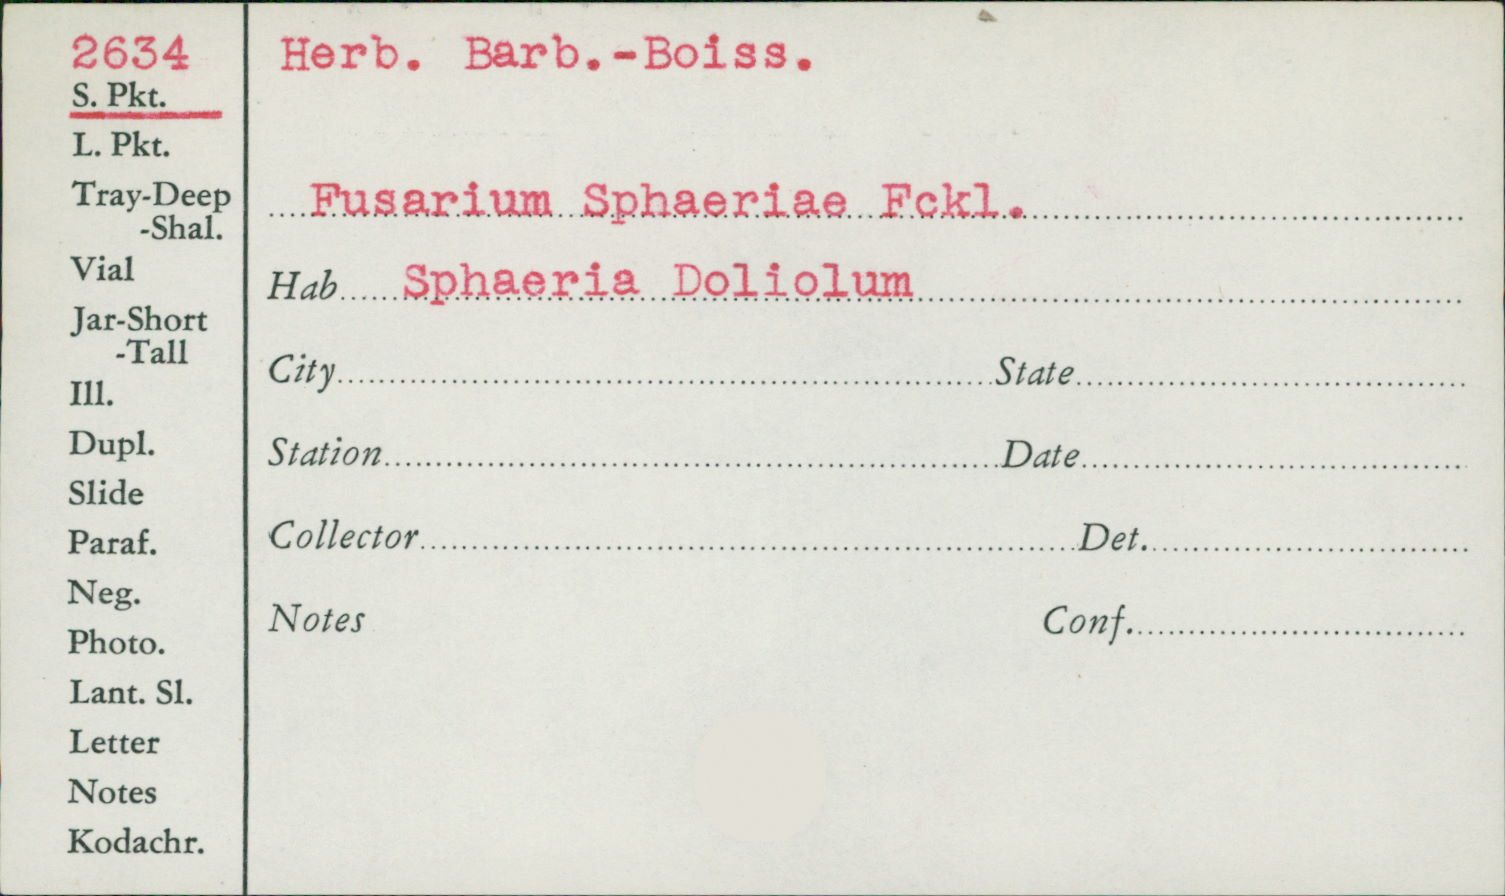 2634
S. Pkt.
L. Pkt.
Tray-Deep
-Shal.
Vial
Jar-Short
-Tall
Ill.
Dupl.
Slide
Paraf.
Neg.
Photo.
Lant. Sl.
Letter
Notes
Kodachr.
Herb. Barb.-Boiss.
Fusarium Sphaeriae Fckl.
Hab Sphaeria Doliolum
City State
Station Date
Collector Det.
Notes Conf.